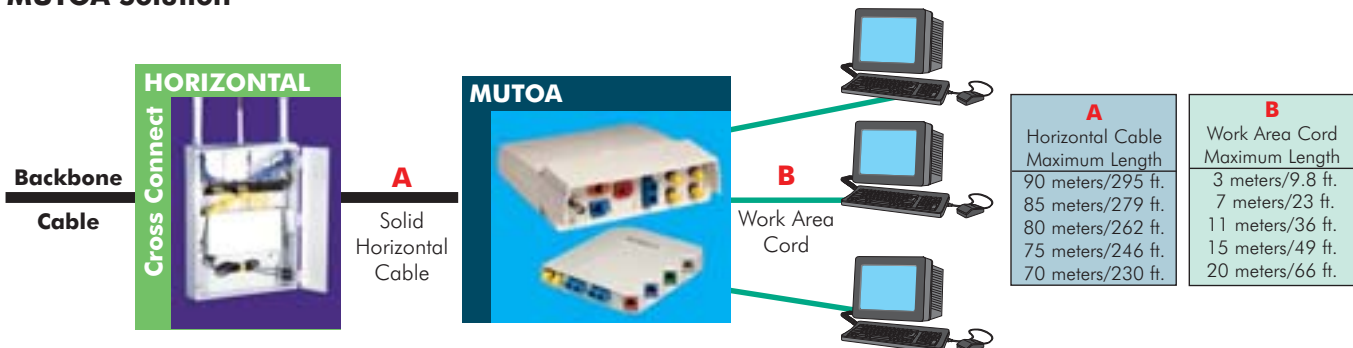 MUTOA Solution
HORIZONTAL
Cross Connect
Backbone
Cable
A
Solid
Horizontal
Cable
MUTOA
B
Work Area
Cord
A
Horizontal Cable
Maximum Length
90 meters/295 ft.
85 meters/279 ft.
80 meters/262 ft.
75 meters/246 ft.
70 meters/230 ft.
B
Work Area Cord
Maximum Length
3 meters/9.8 ft.
7 meters/23 ft.
11 meters/36 ft.
15 meters/49 ft.
20 meters/66 ft.